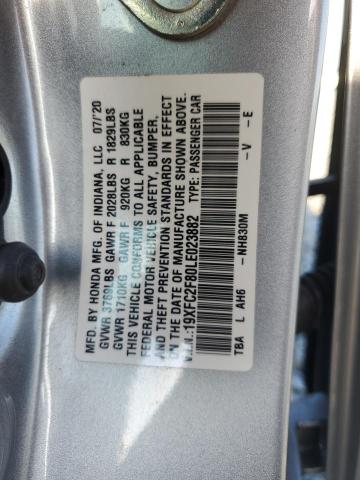 MFD. BY HONDA MFG. OF INDIANA, LLC 07/'20
GVWR 3769LBS GAWR F 2028LBS R 1829LBS
GVWR 1710KG GAWR F 920KG R 830KG
THIS VEHICLE CONFORMS TO ALL APPLICABLE
FEDERAL MOTOR VEHICLE SAFETY, BUMPER,
AND THEFT PREVENTION STANDARDS IN EFFECT
ON THE DATE OF MANUFACTURE SHOWN ABOVE.
V.I.N.:19XFC2F80LE023882 TYPE: PASSENGER CAR
TBA L AH6 -NH830M -V -E